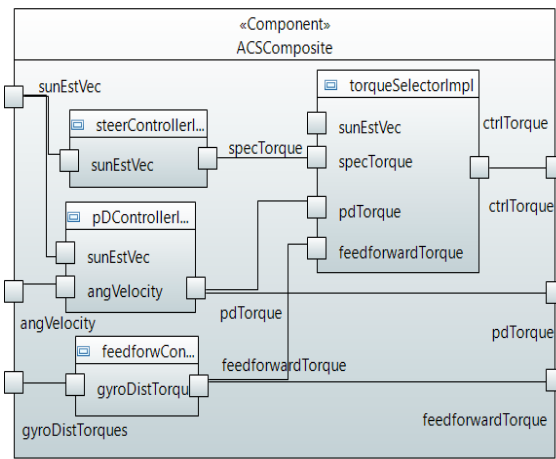 «Component»
ACSComposite
sunEstVec
steerControllerI...
sunEstVec
specTorque
torqueSelectorImpl
sunEstVec
specTorque
pdTorque
feedforwardTorque
ctrlTorque
ctrlTorque
pDControllerI...
sunEstVec
angVelocity
angVelocity
pdTorque
pdTorque
feedforwCon...
gyroDistTorqu
feedforwardTorque
feedforwardTorque
gyroDistTorques